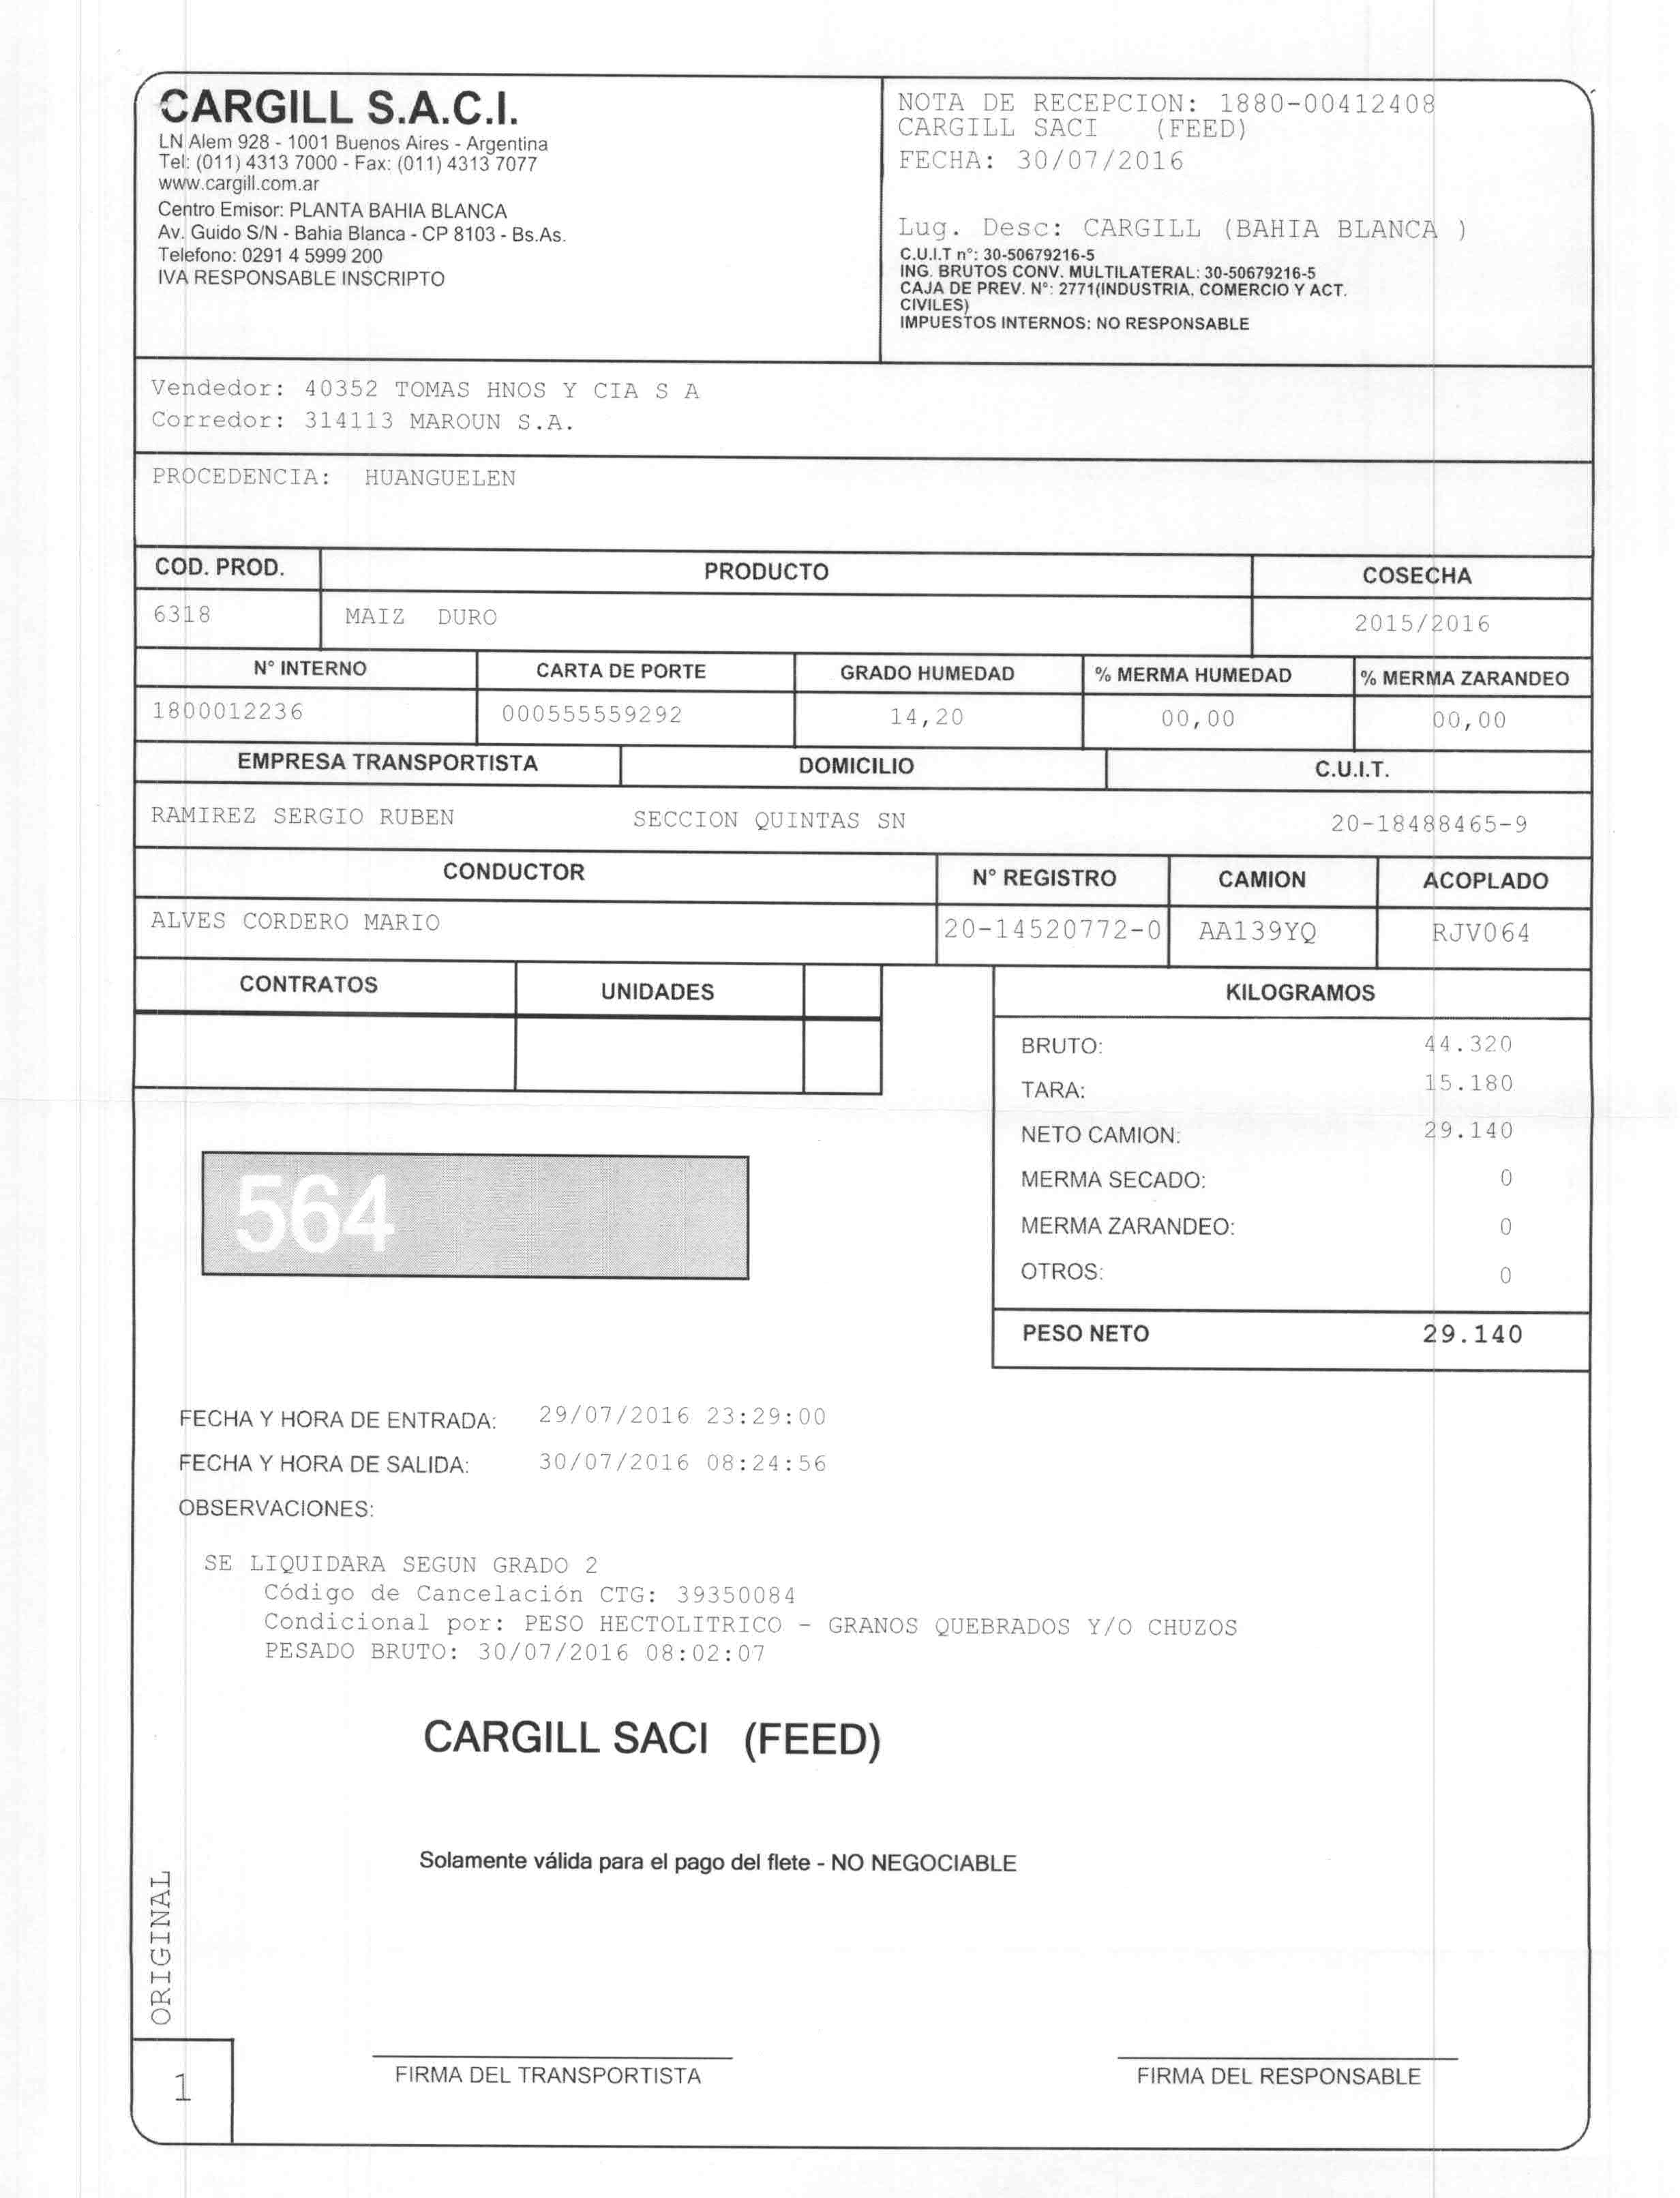 CARGILL S.A.C.I.
LN Alem 928 - 1001 Buenos Aires - Argentina
Tel: (011) 4313 7000 - Fax: (011) 4313 7077
www.cargill.com.ar
Centro Emisor: PLANTA BAHIA BLANCA
Av. Guido S/N - Bahia Blanca - CP 8103 - Bs.As.
Telefono: 0291 4 5999 200
IVA RESPONSABLE INSCRIPTO
NOTA DE RECEPCION: 1880-00412408
CARGILL SACI (FEED)
FECHA: 30/07/2016
Lug. Desc: CARGILL (BAHIA BLANCA )
C.U.I.T n°: 30-50679216-5
ING. BRUTOS CONV. MULTILATERAL: 30-50679216-5
CAJA DE PREV. N°: 2771(INDUSTRIA, COMERCIO Y ACT.
CIVILES)
IMPUESTOS INTERNOS: NO RESPONSABLE
Vendedor: 40352 TOMAS HNOS Y CIA S A
Corredor: 314113 MAROUN S.A.
PROCEDENCIA: HUANGUELEN
COD. PROD. PRODUCTO COSECHA
6318 MAIZ DURO 2015/2016
N° INTERNO CARTA DE PORTE GRADO HUMEDAD % MERMA HUMEDAD % MERMA ZARANDEO
1800012236 000555559292 14,20 00,00 00,00
EMPRESA TRANSPORTISTA DOMICILIO C.U.I.T.
RAMIREZ SERGIO RUBEN SECCION QUINTAS SN 20-18488465-9
CONDUCTOR N° REGISTRO CAMION ACOPLADO
ALVES CORDERO MARIO 20-14520772-0 AA139YQ RJV064
CONTRATOS UNIDADES KILOGRAMOS
BRUTO: 44.320
TARA: 15.180
NETO CAMION: 29.140
MERMA SECADO: 0
MERMA ZARANDEO: 0
OTROS: 0
PESO NETO 29.140
564
FECHA Y HORA DE ENTRADA: 29/07/2016 23:29:00
FECHA Y HORA DE SALIDA: 30/07/2016 08:24:56
OBSERVACIONES:
SE LIQUIDARA SEGUN GRADO 2
Código de Cancelación CTG: 39350084
Condicional por: PESO HECTOLITRICO - GRANOS QUEBRADOS Y/O CHUZOS
PESADO BRUTO: 30/07/2016 08:02:07
CARGILL SACI (FEED)
Solamente válida para el pago del flete - NO NEGOCIABLE
ORIGINAL
1
FIRMA DEL TRANSPORTISTA FIRMA DEL RESPONSABLE